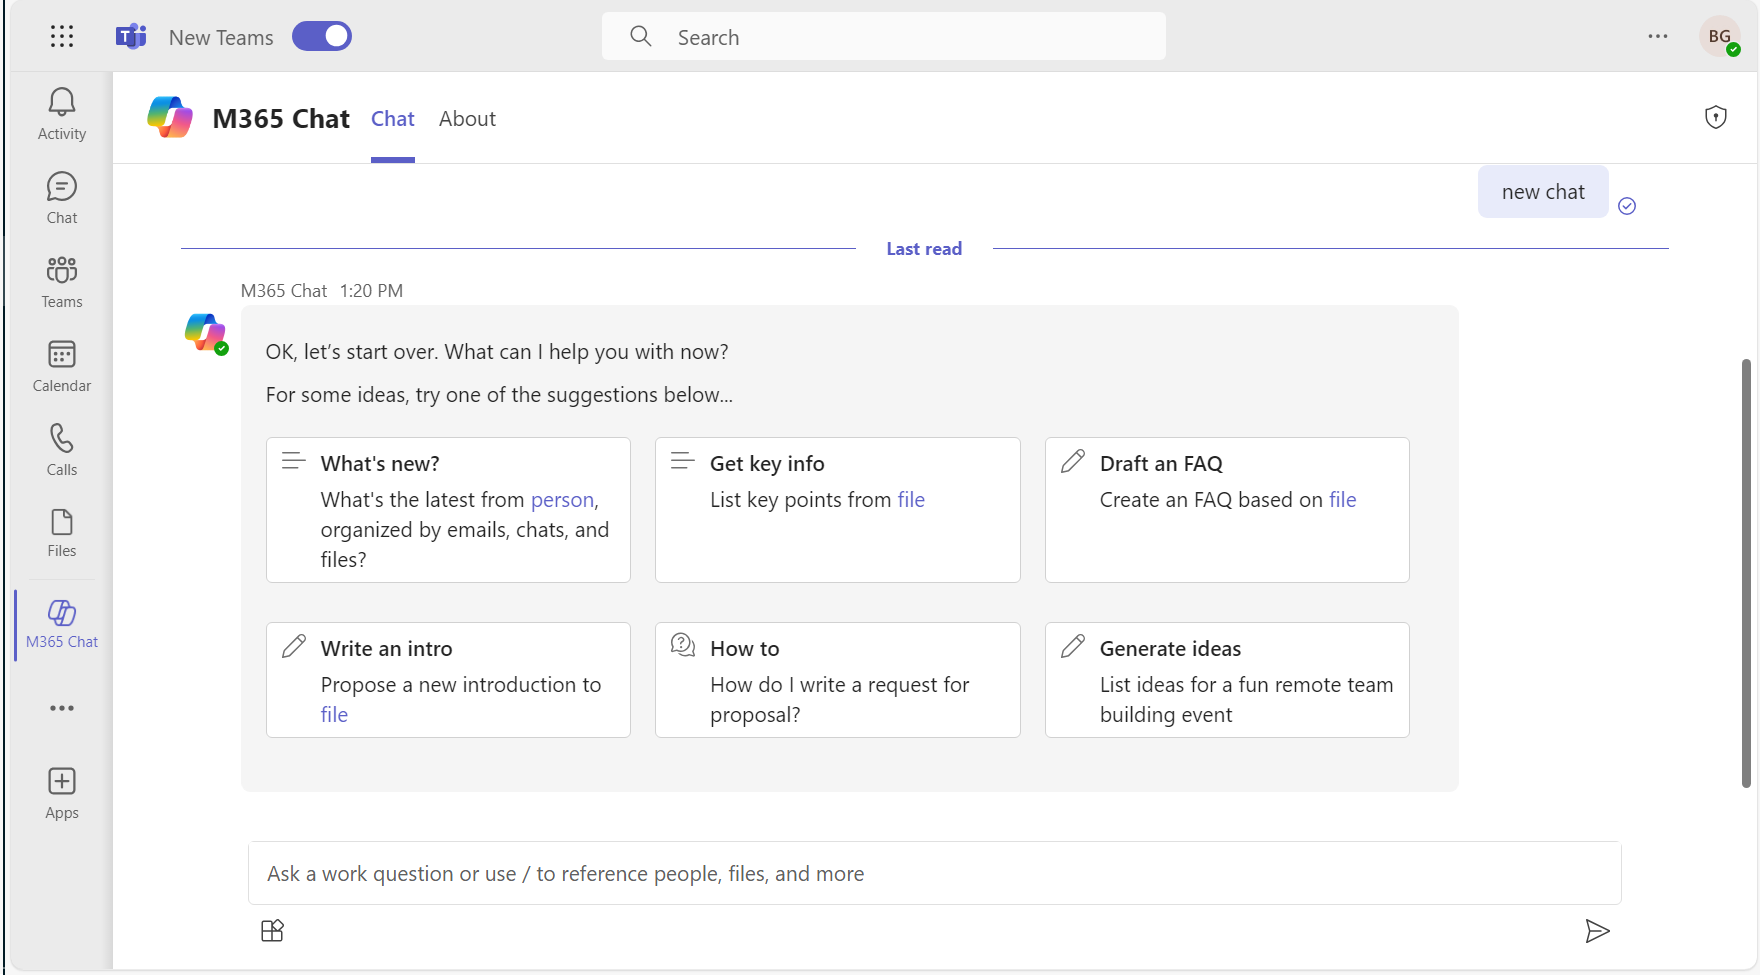 New Teams
Search
BG
Activity
Chat
Teams
Calendar
Calls
Files
M365 Chat
Apps
M365 Chat
Chat
About
new chat
Last read
M365 Chat 1:20 PM
OK, let’s start over. What can I help you with now?
For some ideas, try one of the suggestions below...
What's new?
What's the latest from person,
organized by emails, chats, and
files?
Get key info
List key points from file
Draft an FAQ
Create an FAQ based on file
Write an intro
Propose a new introduction to
file
How to
How do I write a request for
proposal?
Generate ideas
List ideas for a fun remote team
building event
Ask a work question or use / to reference people, files, and more